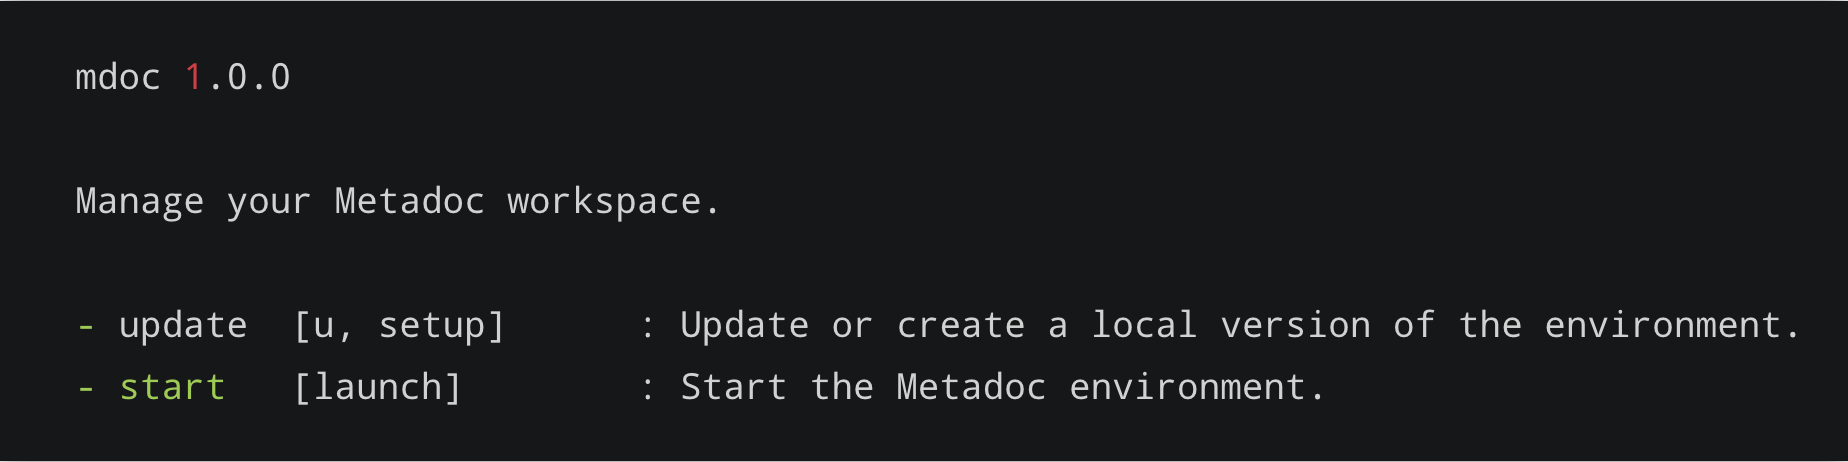 mdoc 1.0.0
Manage your Metadoc workspace.
- update  [u, setup]      : Update or create a local version of the environment.
- start   [launch]        : Start the Metadoc environment.